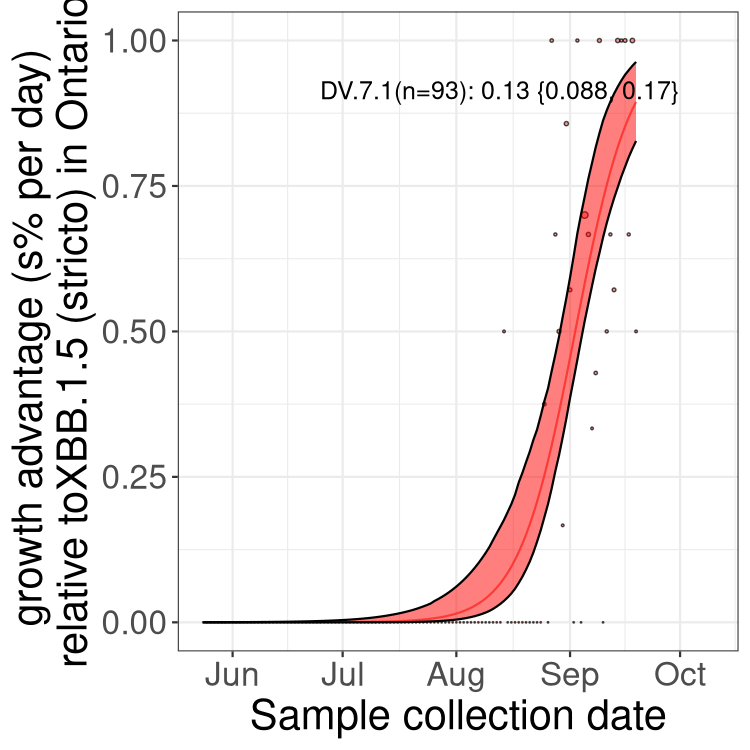 growth advantage (s% per day)
relative toXBB.1.5 (stricto) in Ontario
1.00
0.75
0.50
0.25
0.00
DV.7.1(n=93): 0.13 {0.088, 0.17}
Jun Jul Aug Sep Oct
Sample collection date